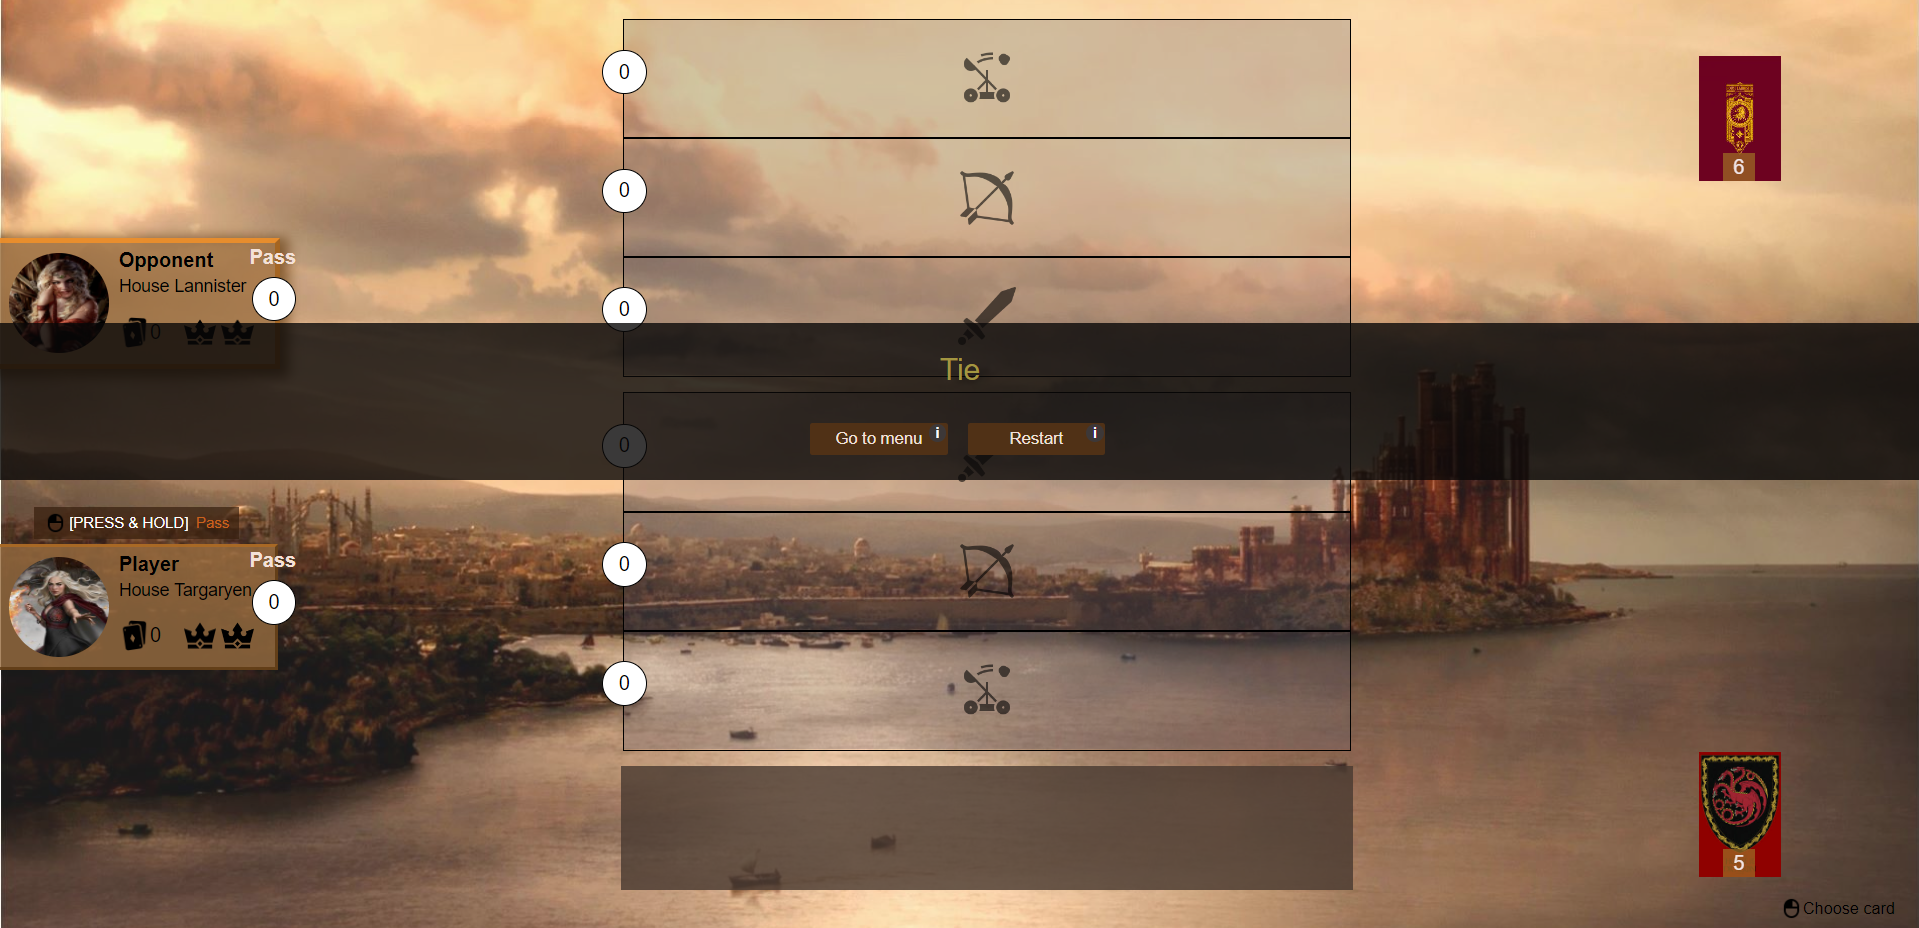 0
6
0
Opponent
Pass
House Lannister
0
0
0
Tie
0
Go to menu i
Restart i
[PRESS & HOLD] Pass
Player
Pass
House Targaryen
0
0
0
0
5
Choose card